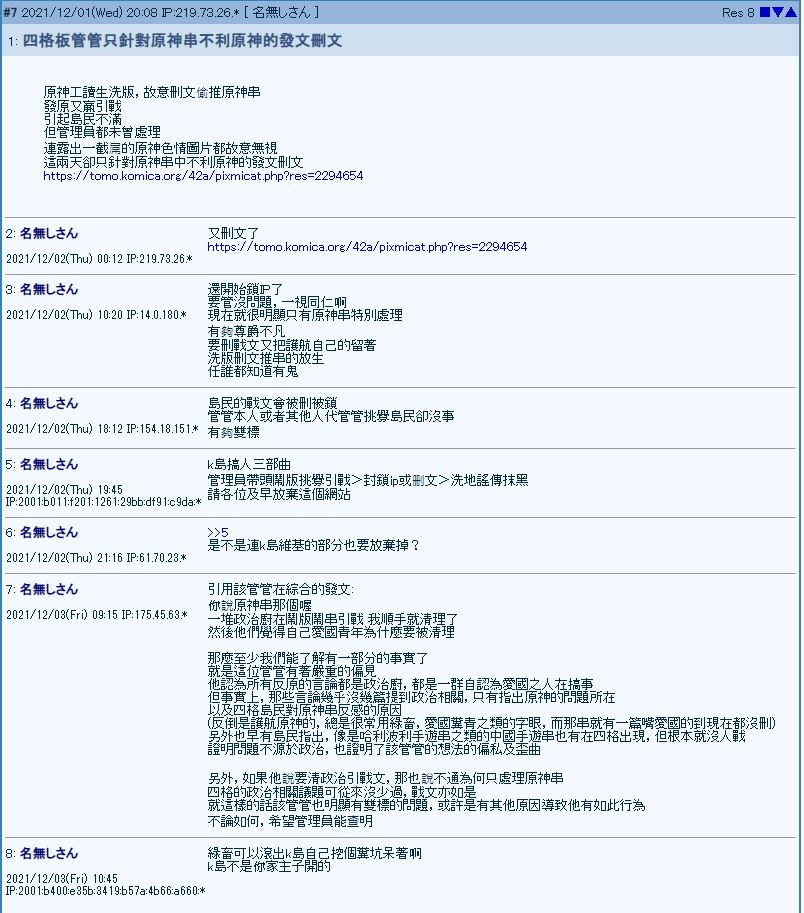 #7 2021/12/01(Wed) 20:08 IP:219.73.26.* [ 名無しさん ]
Res 8 ■▼▲
1: 四格板管管只針對原神串不利原神的發文刪文
原神工讀生洗版, 故意刪文偷推原神串
發原又贏引戰
引起島民不滿
但管理員都未曾處理
連露出一截屌的原神色情圖片都故意無視
這兩天卻只針對原神串中不利原神的發文刪文
https://tomo.komica.org/42a/pixmicat.php?res=2294654
2: 名無しさん
2021/12/02(Thu) 00:12 IP:219.73.26.*
又刪文了
https://tomo.komica.org/42a/pixmicat.php?res=2294654
3: 名無しさん
2021/12/02(Thu) 10:20 IP:14.0.180.*
還開始鎖IP了
要管沒問題, 一視同仁啊
現在就很明顯只有原神串特別處理
有夠尊爵不凡
要刪戰文又把護航自己的留著
洗版刪文推串的放生
任誰都知道有鬼
4: 名無しさん
2021/12/02(Thu) 18:12 IP:154.18.151.*
島民的戰文會被刪被鎖
管管本人或者其他人代管管挑釁島民卻沒事
有夠雙標
5: 名無しさん
2021/12/02(Thu) 19:45
IP:2001:b011:f201:1261:29bb:df91:c9da:*
k島搞人三部曲
管理員帶頭鬧版挑釁引戰＞封鎖ip或刪文＞洗地謠傳抹黑
請各位及早放棄這個網站
6: 名無しさん
2021/12/02(Thu) 21:16 IP:61.70.23.*
>>5
是不是連k島維基的部分也要放棄掉？
7: 名無しさん
2021/12/03(Fri) 09:15 IP:175.45.63.*
引用該管管在綜合的發文:
你說原神串那個喔
一堆政治廚在鬧版鬧串引戰 我順手就清理了
然後他們覺得自己愛國青年為什麼要被清理
那麼至少我們能了解有一部分的事實了
就是這位管管有著嚴重的偏見
他認為所有反原的言論都是政治廚, 都是一群自認為愛國之人在搞事
但事實上, 那些言論幾乎沒幾篇提到政治相關, 只有指出原神的問題所在
以及四格島民對原神串反感的原因
(反倒是護航原神的, 總是很常用綠畜, 愛國糞青之類的字眼, 而那串就有一篇嘴愛國的到現在都沒刪)
另外也早有島民指出, 像是哈利波利手遊串之類的中國手遊串也有在四格出現, 但根本就沒人戰
證明問題不源於政治, 也證明了該管管的想法的偏私及歪曲
另外, 如果他說要清政治引戰文, 那也說不通為何只處理原神串
四格的政治相關議題可從來沒少過, 戰文亦如是
就這樣的話該管管也明顯有雙標的問題, 或許是有其他原因導致他有如此行為
不論如何, 希望管理員能查明
8: 名無しさん
2021/12/03(Fri) 10:45
IP:2001:b400:e35b:3419:b57a:4b66:a660:*
綠畜可以滾出k島自己挖個糞坑呆著啊
k島不是你家主子開的